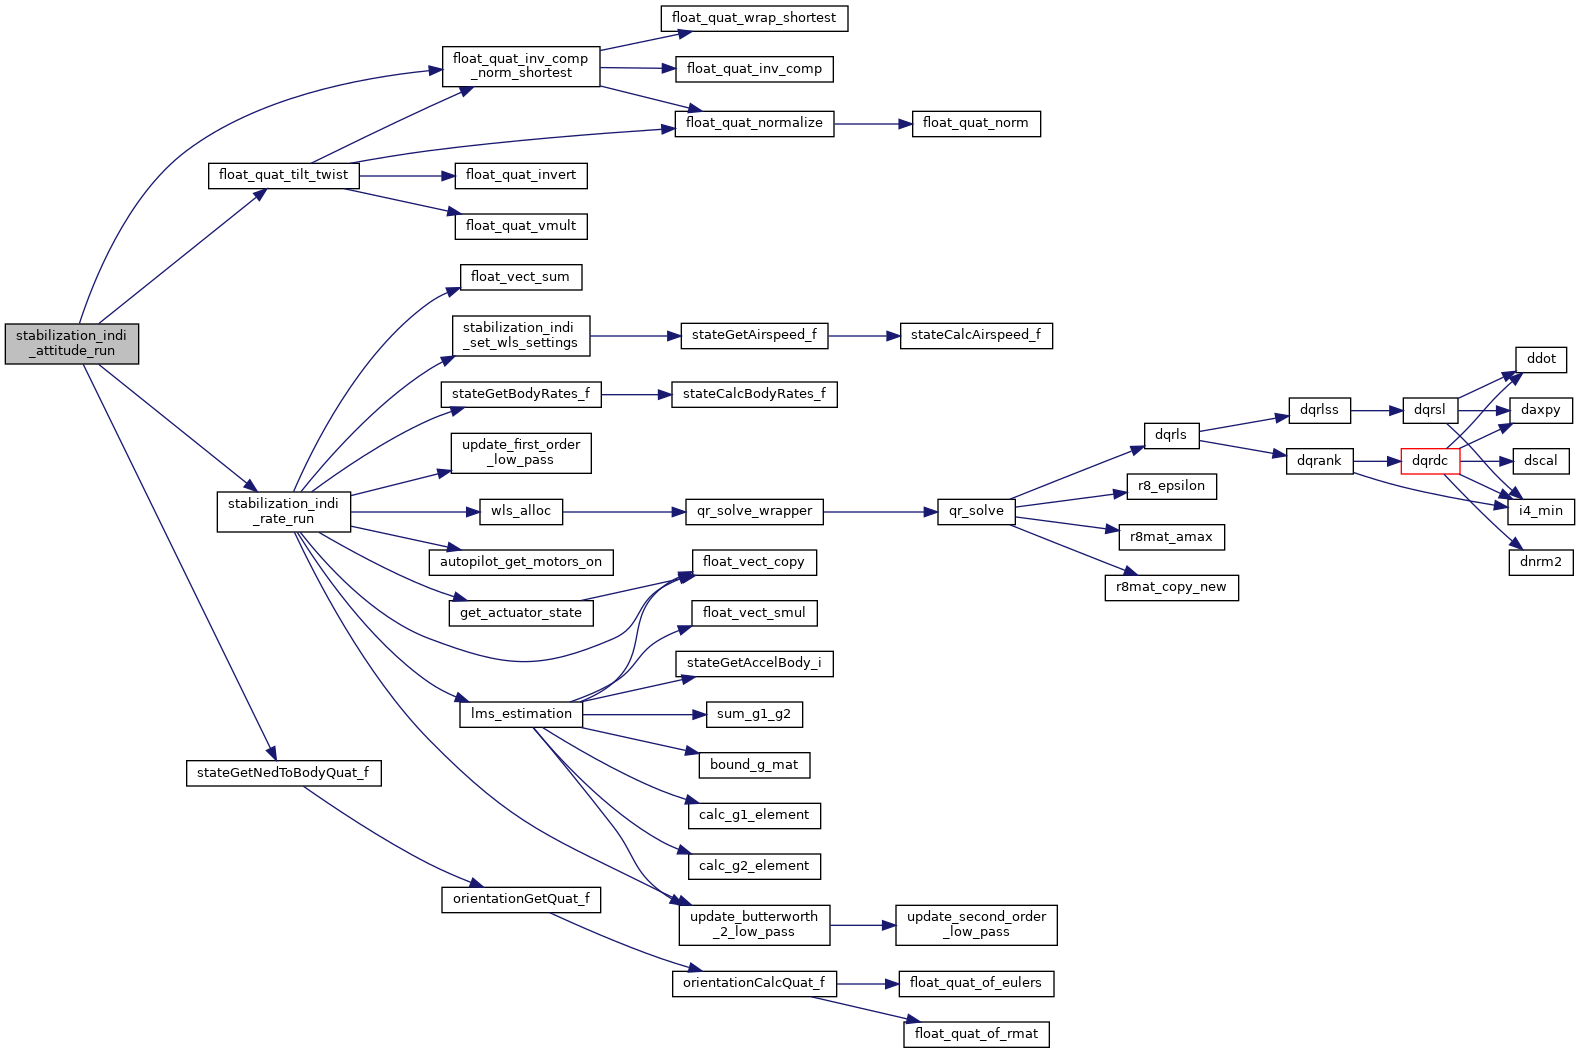 float_quat_wrap_shortest
float_quat_inv_comp
_norm_shortest
float_quat_inv_comp
float_quat_normalize
float_quat_norm
float_quat_tilt_twist
float_quat_invert
float_quat_vmult
float_vect_sum
stabilization_indi
_attitude_run
stabilization_indi
_set_wls_settings
stateGetAirspeed_f
stateCalcAirspeed_f
ddot
stateGetBodyRates_f
stateCalcBodyRates_f
dqrlss
dqrsl
daxpy
update_first_order
_low_pass
dqrls
dqrank
dqrdc
dscal
r8_epsilon
stabilization_indi
_rate_run
wls_alloc
qr_solve_wrapper
qr_solve
i4_min
r8mat_amax
autopilot_get_motors_on
float_vect_copy
dnrm2
r8mat_copy_new
get_actuator_state
float_vect_smul
stateGetAccelBody_i
lms_estimation
sum_g1_g2
bound_g_mat
stateGetNedToBodyQuat_f
calc_g1_element
calc_g2_element
orientationGetQuat_f
update_butterworth
_2_low_pass
update_second_order
_low_pass
orientationCalcQuat_f
float_quat_of_eulers
float_quat_of_rmat